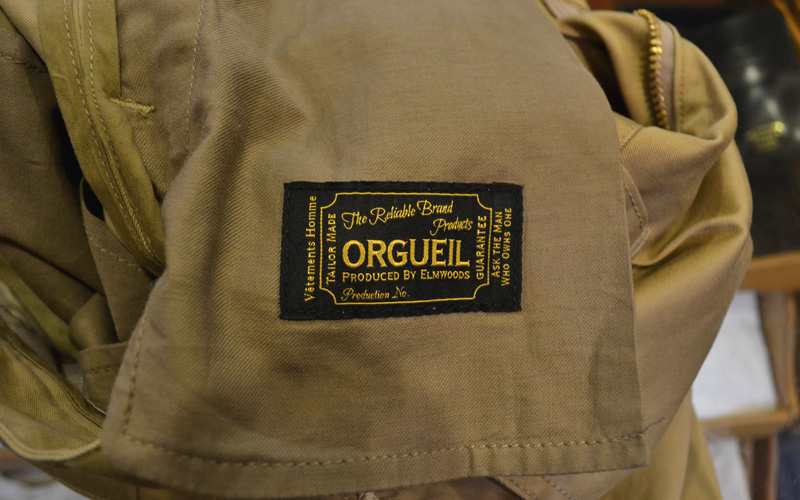 Vêtements Homme
TAILOR MADE
The Reliable Brand
Products
ORGUEIL
PRODUCED BY ELMWOODS
Production No.
GUARANTEE
ASK THE MAN
WHO OWNS ONE